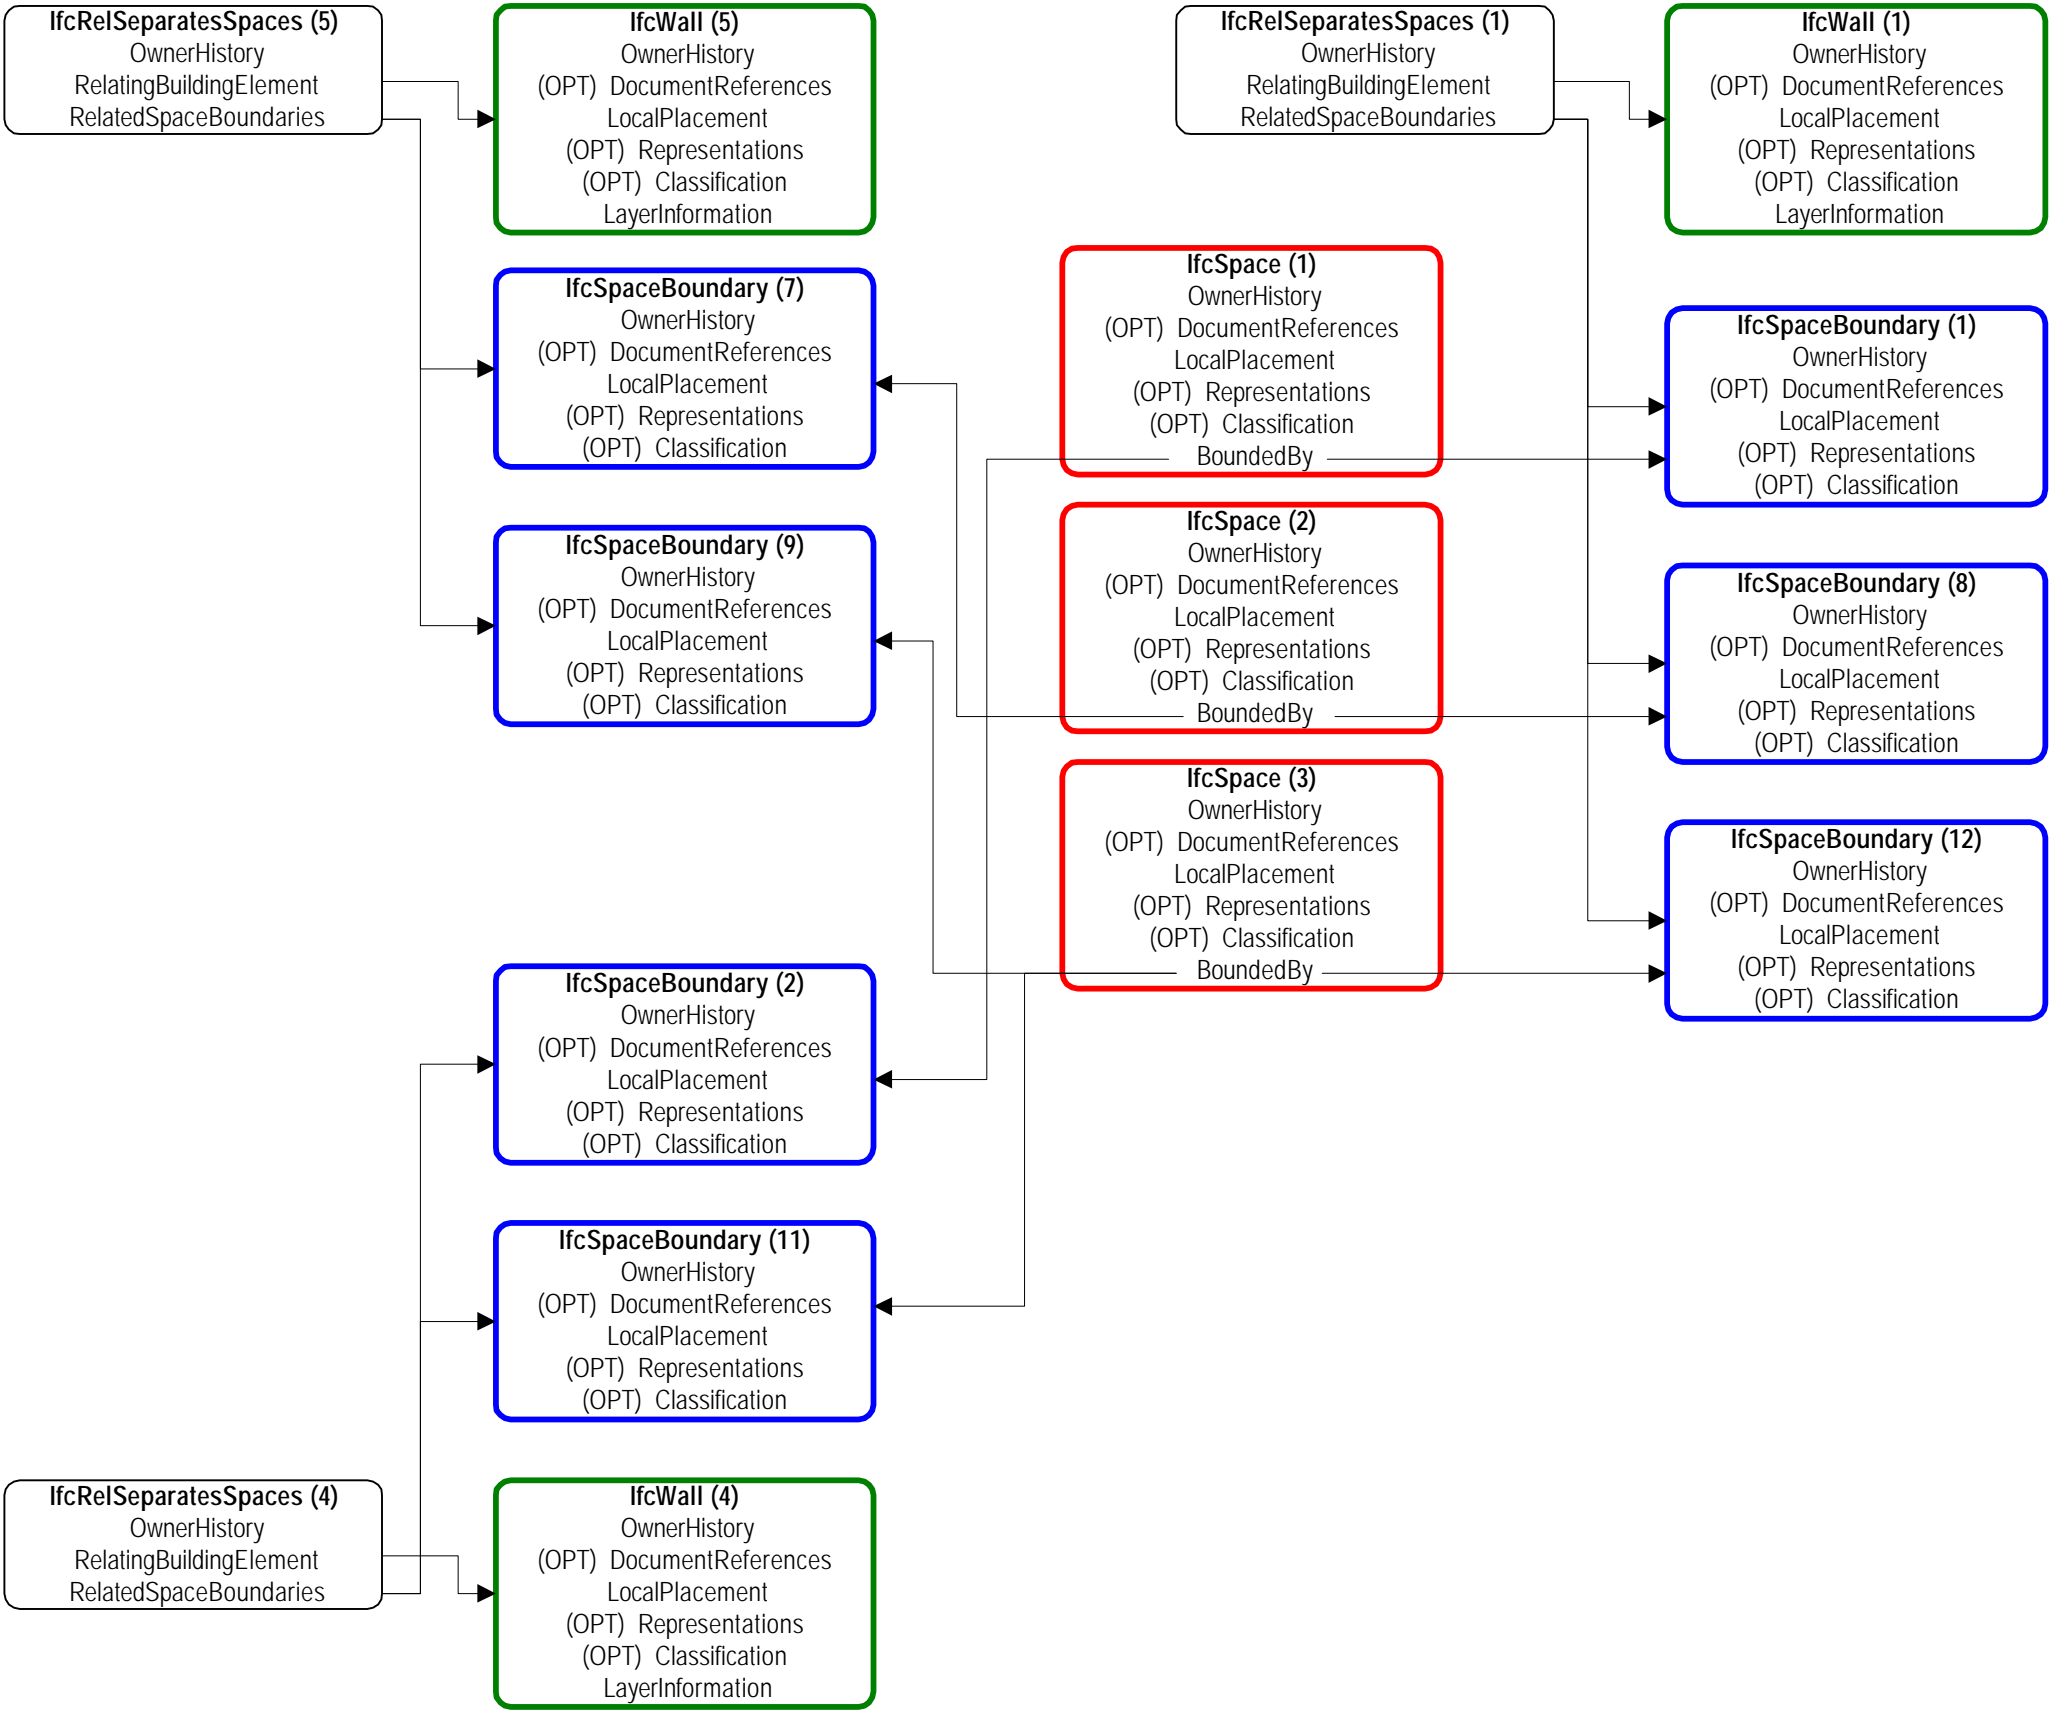 IfcRelSeparatesSpaces (5)
OwnerHistory
RelatingBuildingElement
RelatedSpaceBoundaries
IfcWall (5)
OwnerHistory
(OPT) DocumentReferences
LocalPlacement
(OPT) Representations
(OPT) Classification
LayerInformation
IfcRelSeparatesSpaces (1)
OwnerHistory
RelatingBuildingElement
RelatedSpaceBoundaries
IfcWall (1)
OwnerHistory
(OPT) DocumentReferences
LocalPlacement
(OPT) Representations
(OPT) Classification
LayerInformation
IfcSpaceBoundary (7)
OwnerHistory
(OPT) DocumentReferences
LocalPlacement
(OPT) Representations
(OPT) Classification
IfcSpace (1)
OwnerHistory
(OPT) DocumentReferences
LocalPlacement
(OPT) Representations
(OPT) Classification
BoundedBy
IfcSpaceBoundary (1)
OwnerHistory
(OPT) DocumentReferences
LocalPlacement
(OPT) Representations
(OPT) Classification
IfcSpaceBoundary (9)
OwnerHistory
(OPT) DocumentReferences
LocalPlacement
(OPT) Representations
(OPT) Classification
IfcSpace (2)
OwnerHistory
(OPT) DocumentReferences
LocalPlacement
(OPT) Representations
(OPT) Classification
BoundedBy
IfcSpaceBoundary (8)
OwnerHistory
(OPT) DocumentReferences
LocalPlacement
(OPT) Representations
(OPT) Classification
IfcSpace (3)
OwnerHistory
(OPT) DocumentReferences
LocalPlacement
(OPT) Representations
(OPT) Classification
BoundedBy
IfcSpaceBoundary (12)
OwnerHistory
(OPT) DocumentReferences
LocalPlacement
(OPT) Representations
(OPT) Classification
IfcSpaceBoundary (2)
OwnerHistory
(OPT) DocumentReferences
LocalPlacement
(OPT) Representations
(OPT) Classification
IfcSpaceBoundary (11)
OwnerHistory
(OPT) DocumentReferences
LocalPlacement
(OPT) Representations
(OPT) Classification
IfcRelSeparatesSpaces (4)
OwnerHistory
RelatingBuildingElement
RelatedSpaceBoundaries
IfcWall (4)
OwnerHistory
(OPT) DocumentReferences
LocalPlacement
(OPT) Representations
(OPT) Classification
LayerInformation